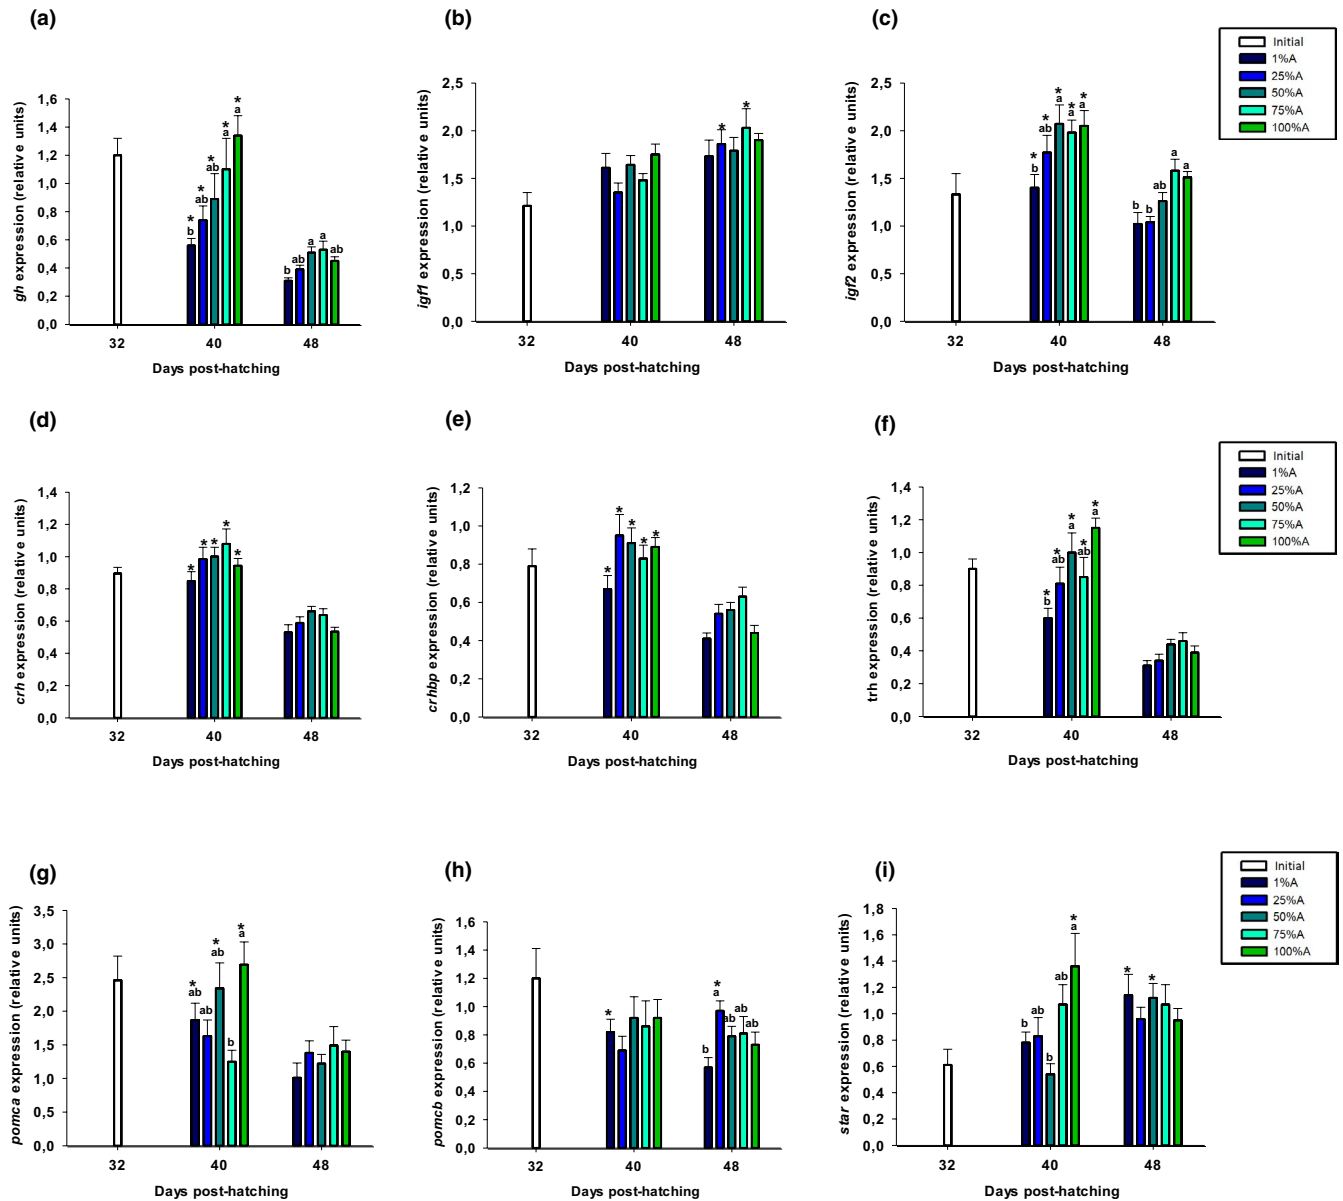 (a)
(b)
(c)
Initial
1%A
25%A
50%A
75%A
100%A
gh expression (relative units)
1,6
1,4
1,2
1,0
0,8
0,6
0,4
0,2
0,0
* b
* ab
* ab
* a
* a
b
ab
a
a
ab
32
40
48
Days post-hatching
igf1 expression (relative units)
2,5
2,0
1,5
1,0
0,5
0,0
*
*
32
40
48
Days post-hatching
igf2 expression (relative units)
2,5
2,0
1,5
1,0
0,5
0,0
* b
* ab
* a
* a
* a
b
b
ab
a
a
32
40
48
Days post-hatching
(d)
(e)
(f)
Initial
1%A
25%A
50%A
75%A
100%A
crh expression (relative units)
1,4
1,2
1,0
0,8
0,6
0,4
0,2
0,0
*
*
*
*
*
32
40
48
Days post-hatching
crhbp expression (relative units)
1,2
1,0
0,8
0,6
0,4
0,2
0,0
*
*
*
*
*
32
40
48
Days post-hatching
trh expression (relative units)
1,4
1,2
1,0
0,8
0,6
0,4
0,2
0,0
* b
* ab
* a
* ab
* a
32
40
48
Days post-hatching
(g)
(h)
(i)
Initial
1%A
25%A
50%A
75%A
100%A
pomca expression (relative units)
3,5
3,0
2,5
2,0
1,5
1,0
0,5
0,0
* ab
ab
* ab
b
* a
32
40
48
Days post-hatching
pomcb expression (relative units)
1,6
1,4
1,2
1,0
0,8
0,6
0,4
0,2
0,0
*
b
* a
ab
ab
ab
32
40
48
Days post-hatching
star expression (relative units)
1,8
1,6
1,4
1,2
1,0
0,8
0,6
0,4
0,2
0,0
b
ab
b
ab
* a
*
*
32
40
48
Days post-hatching